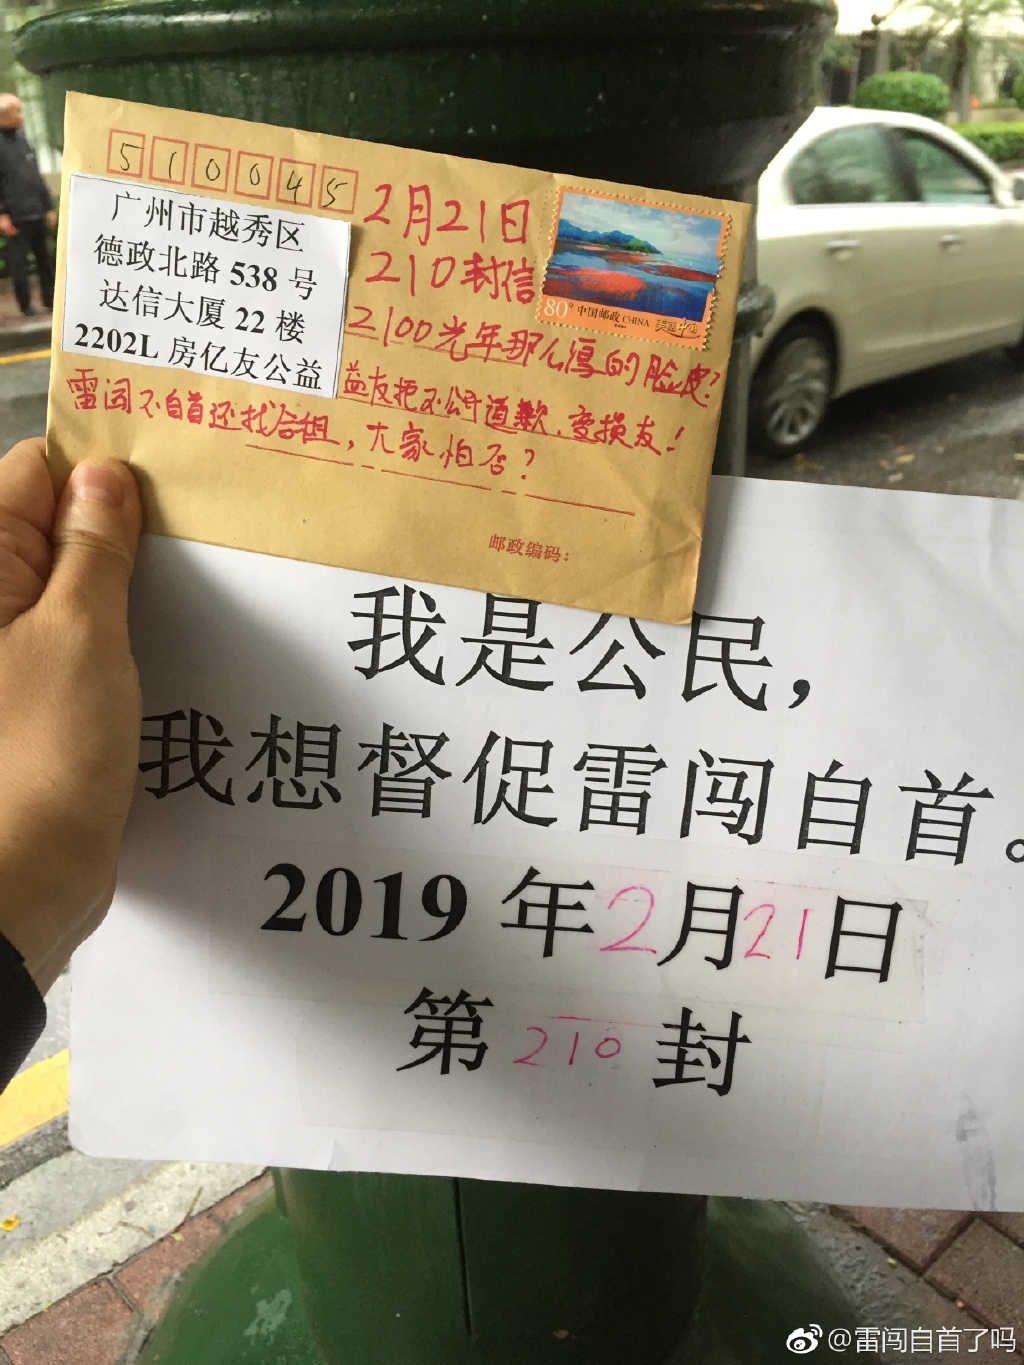 510045
广州市越秀区
德政北路 538 号
达信大厦 22 楼
2202L 房亿友公益
2月21日
210封信
2100光年那么厚的脸皮?
益友把不公开道歉,变损友!
雷闯不自首还找合租,大家怕否?
80分 中国邮政 CHINA 美丽中国
邮政编码:
我是公民,
我想督促雷闯自首。
2019 年2月21日
第 210 封
@雷闯自首了吗